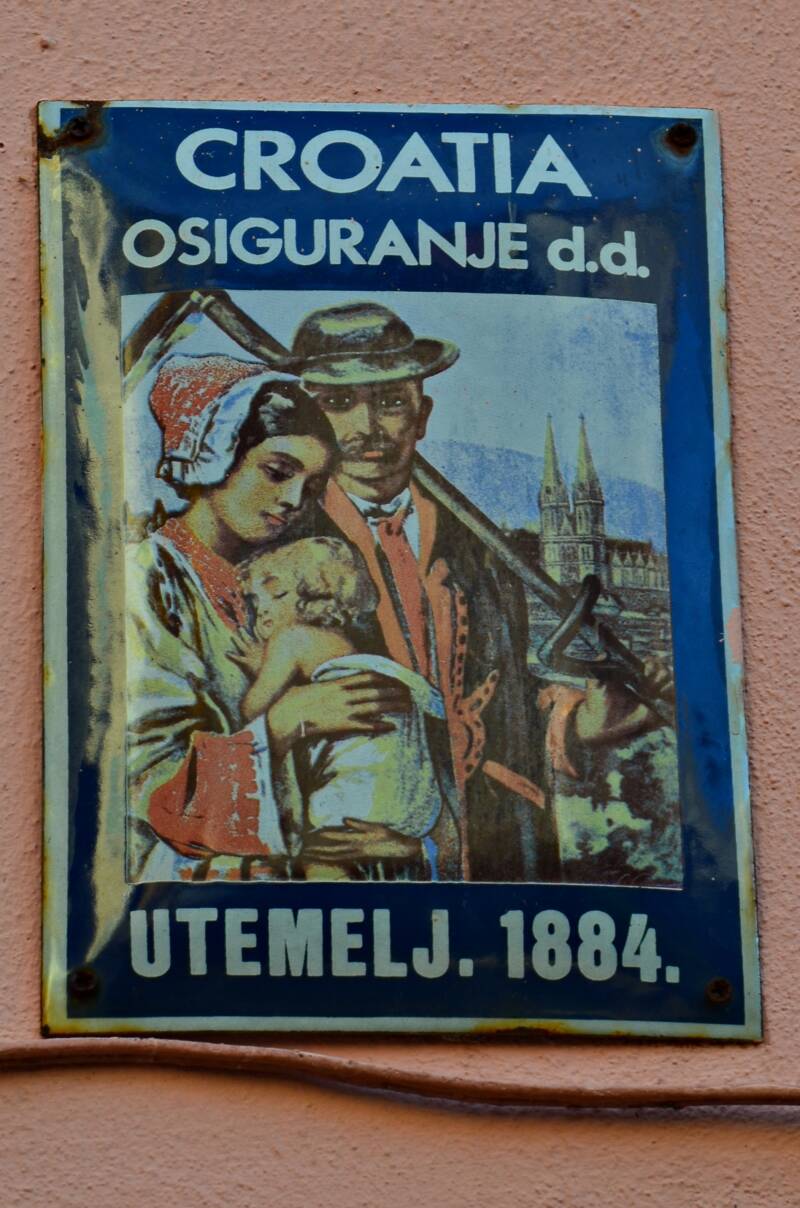 CROATIA
OSIGURANJE d.d.
UTEMELJ. 1884.